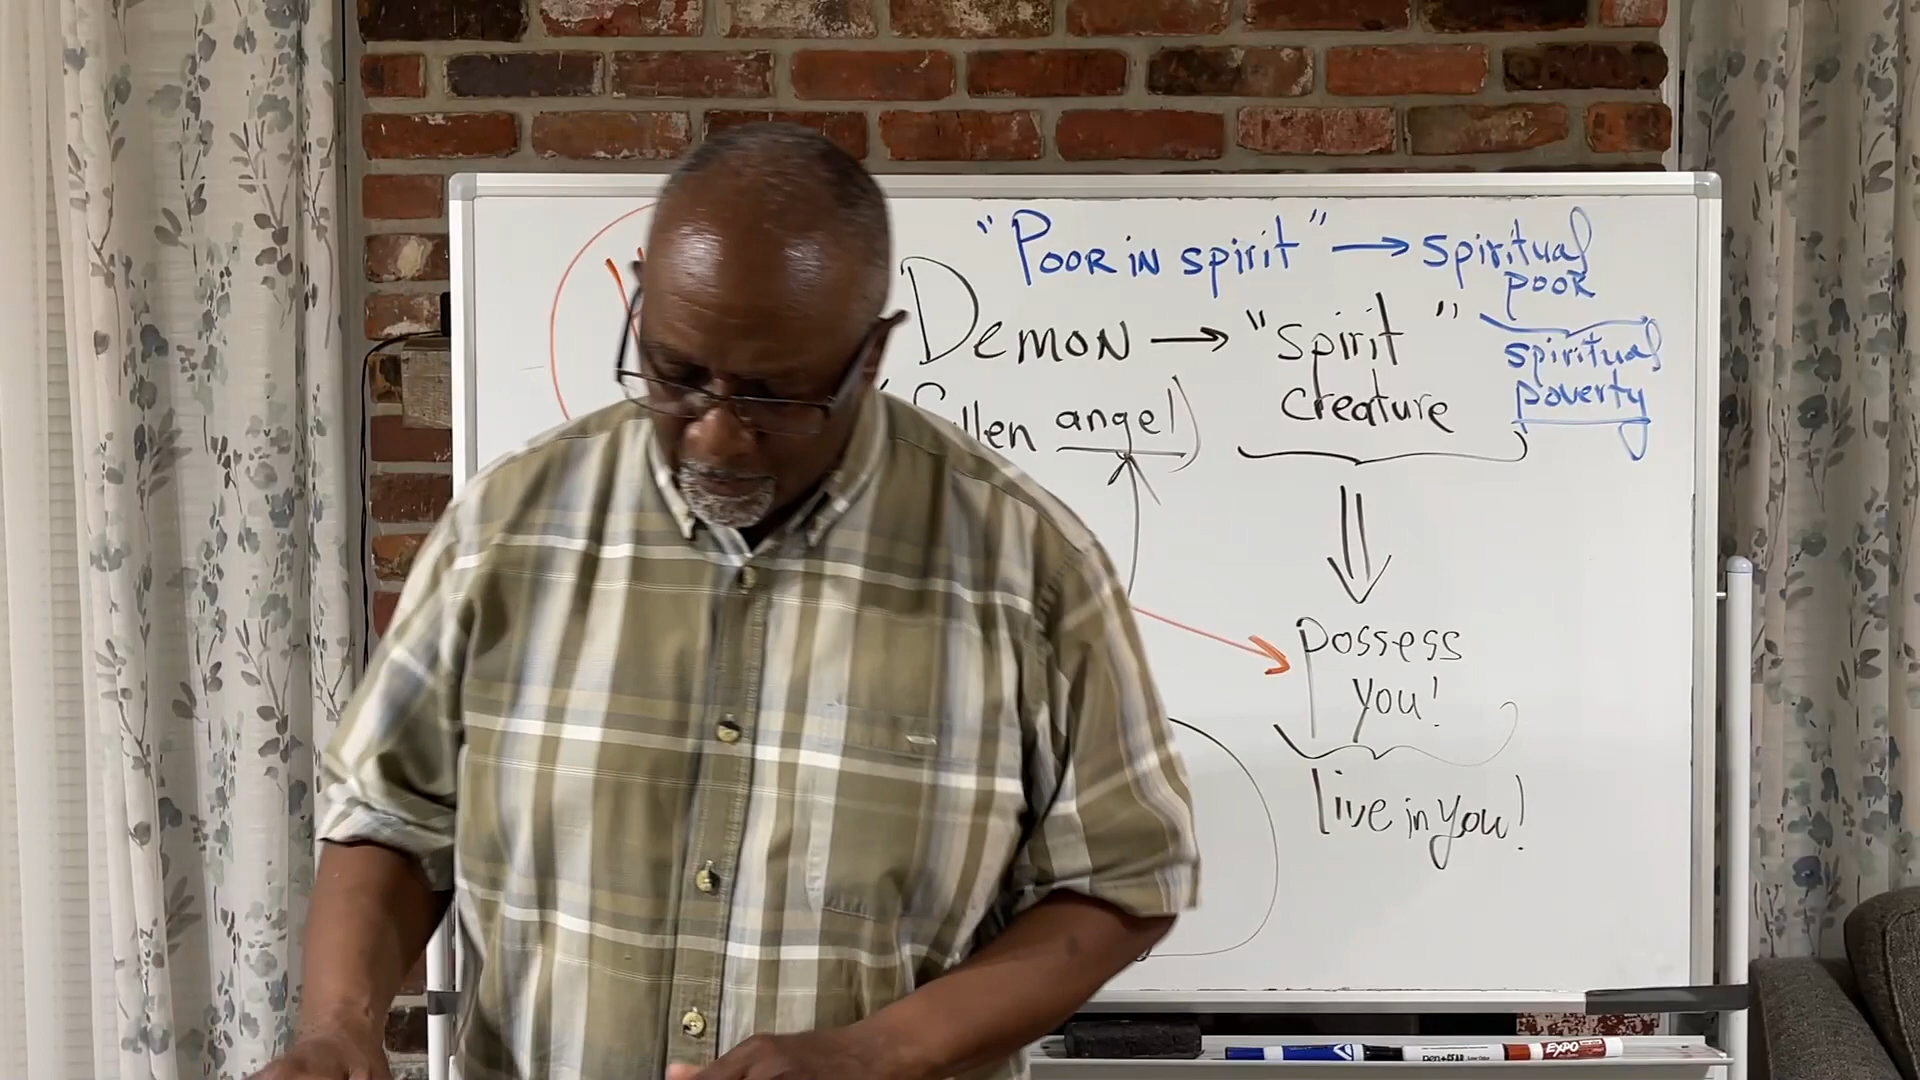 "Poor in spirit" → spiritual
poor
Demon → "spirit"
creature
spiritual
poverty
angel)
Possess
you!
live in you!
EXPO